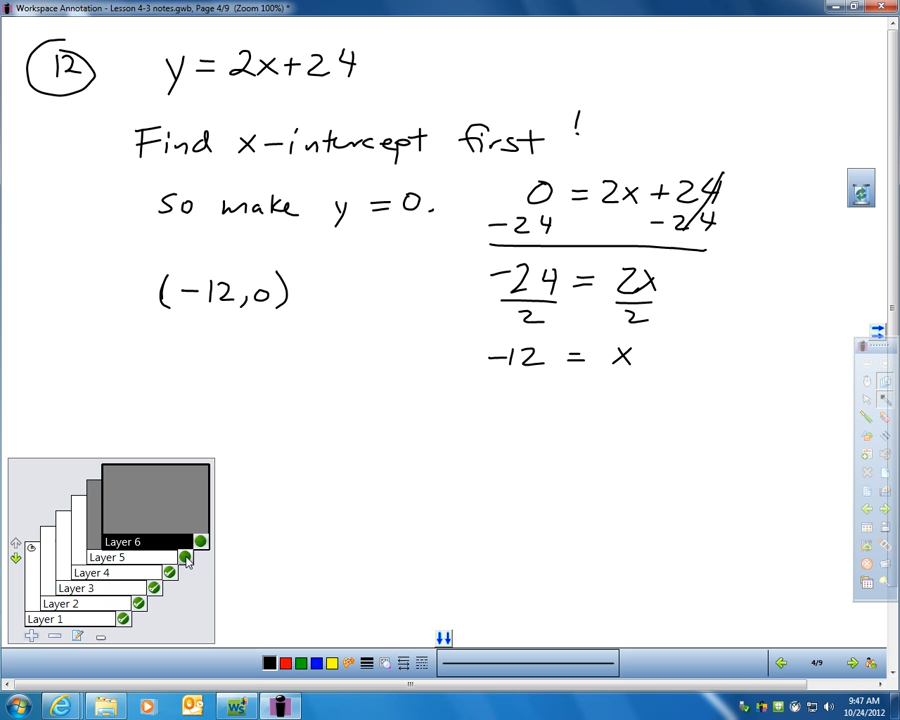 Workspace Annotation - Lesson 4-3 notes.gwb, Page 4/9 (Zoom 100%) *
12 y = 2x+24
Find x-intercept first !
so make y = 0.
(-12,0)
0 = 2x + 24
-24 -24
-24 = 2x
2 2
-12 = x
Layer 6
Layer 5
Layer 4
Layer 3
Layer 2
Layer 1
4/9
9:47 AM
10/24/2012